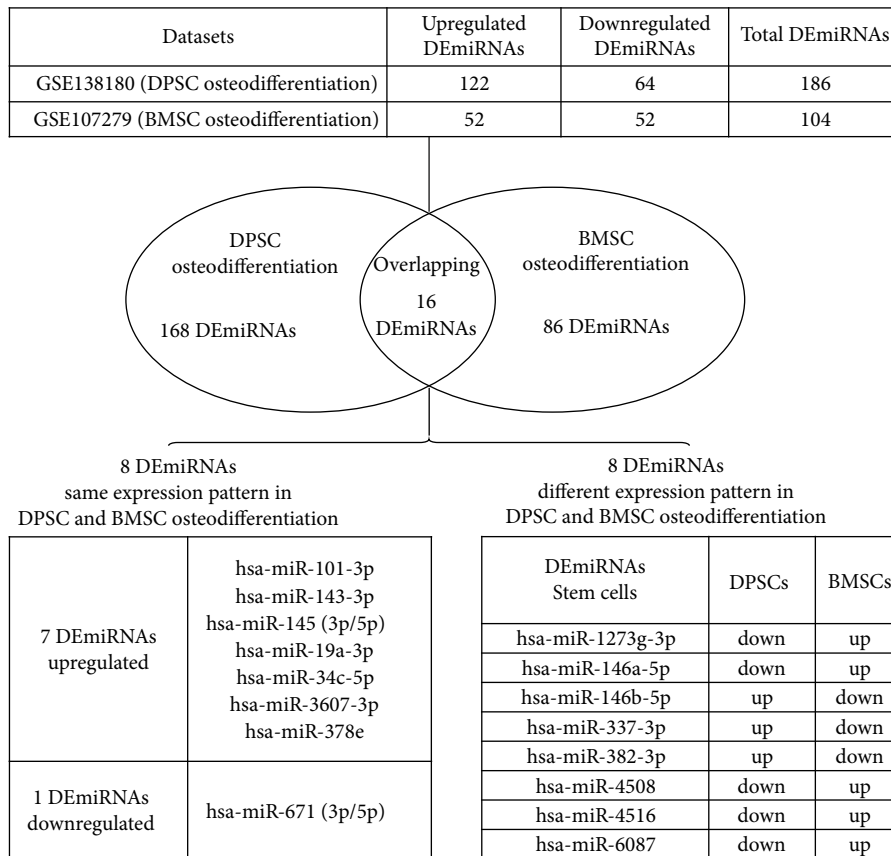 Datasets
Upregulated
DEmiRNAs
Downregulated
DEmiRNAs
Total DEmiRNAs
GSE138180 (DPSC osteodifferentiation) 122 64 186
GSE107279 (BMSC osteodifferentiation) 52 52 104
DPSC
osteodifferentiation
168 DEmiRNAs
Overlapping
16
DEmiRNAs
BMSC
osteodifferentiation
86 DEmiRNAs
8 DEmiRNAs
same expression pattern in
DPSC and BMSC osteodifferentiation
7 DEmiRNAs
upregulated
hsa-miR-101-3p
hsa-miR-143-3p
hsa-miR-145 (3p/5p)
hsa-miR-19a-3p
hsa-miR-34c-5p
hsa-miR-3607-3p
hsa-miR-378e
1 DEmiRNAs
downregulated
hsa-miR-671 (3p/5p)
8 DEmiRNAs
different expression pattern in
DPSC and BMSC osteodifferentiation
DEmiRNAs
Stem cells
DPSCs
BMSCs
hsa-miR-1273g-3p down up
hsa-miR-146a-5p down up
hsa-miR-146b-5p up down
hsa-miR-337-3p up down
hsa-miR-382-3p up down
hsa-miR-4508 down up
hsa-miR-4516 down up
hsa-miR-6087 down up